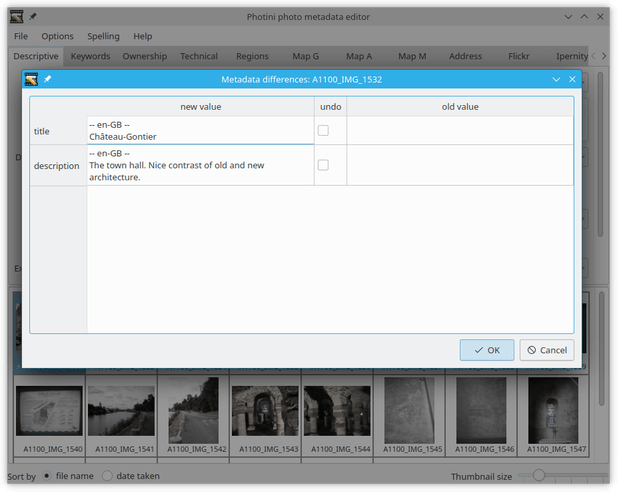 Photini photo metadata editor
File Options Spelling Help
Descriptive Keywords Ownership Technical Regions Map G Map A Map M Address Flickr Ipernity
Metadata differences: A1100_IMG_1532
new value undo old value
title
-- en-GB --
Château-Gontier
description
-- en-GB --
The town hall. Nice contrast of old and new
architecture.
OK Cancel
A1100_IMG_1540 A1100_IMG_1541 A1100_IMG_1542 A1100_IMG_1543 A1100_IMG_1544 A1100_IMG_1545 A1100_IMG_1546 A1100_IMG_1547
Sort by file name date taken Thumbnail size